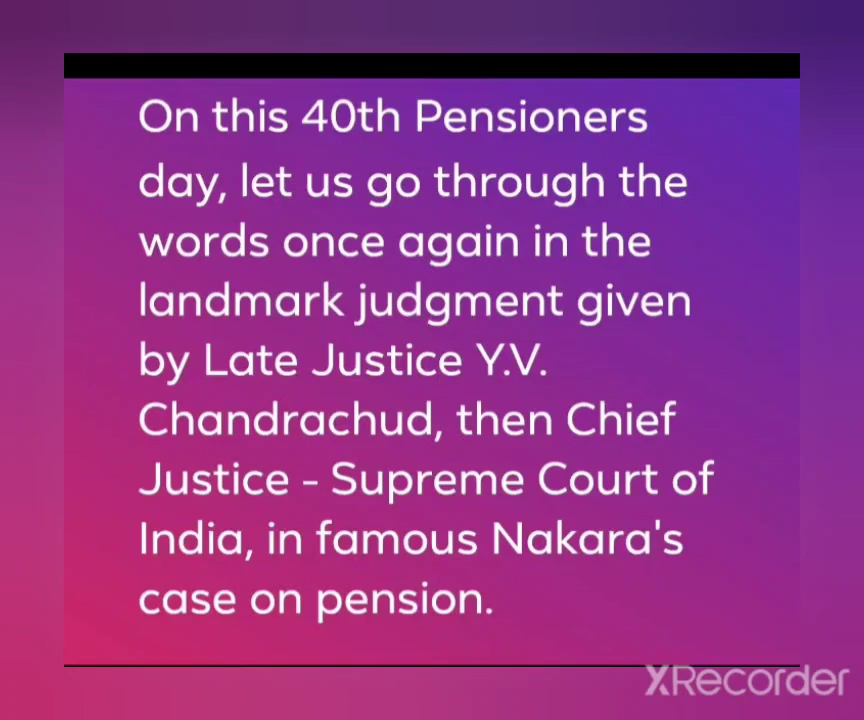 On this 40th Pensioners
day, let us go through the
words once again in the
landmark judgment given
by Late Justice Y.V.
Chandrachud, then Chief
Justice - Supreme Court of
India, in famous Nakara's
case on pension.
XRecorder